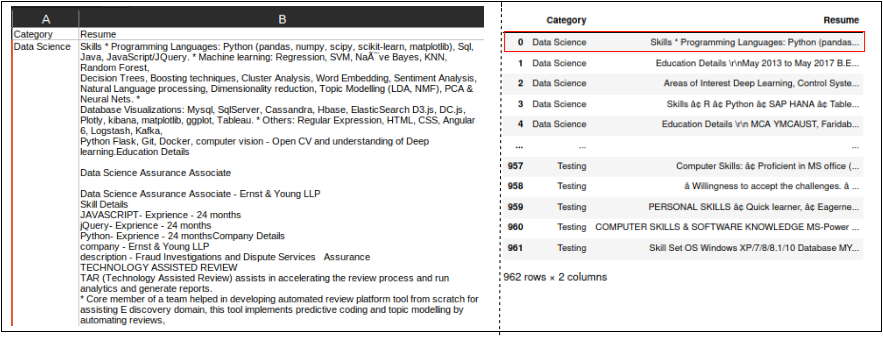 A B
Category Resume
Data Science Skills * Programming Languages: Python (pandas, numpy, scipy, scikit-learn, matplotlib), Sql,
Java, JavaScript/JQuery. * Machine learning: Regression, SVM, NaÃ¯ve Bayes, KNN,
Random Forest,
Decision Trees, Boosting techniques, Cluster Analysis, Word Embedding, Sentiment Analysis,
Natural Language processing, Dimensionality reduction, Topic Modelling (LDA, NMF), PCA &
Neural Nets. *
Database Visualizations: Mysql, SqlServer, Cassandra, Hbase, ElasticSearch D3.js, DC.js,
Plotly, kibana, matplotlib, ggplot, Tableau. * Others: Regular Expression, HTML, CSS, Angular
6, Logstash, Kafka,
Python Flask, Git, Docker, computer vision - Open CV and understanding of Deep
learning.Education Details
Data Science Assurance Associate
Data Science Assurance Associate - Ernst & Young LLP
Skill Details
JAVASCRIPT- Exprience - 24 months
jQuery- Exprience - 24 months
Python- Exprience - 24 monthsCompany Details
company - Ernst & Young LLP
description - Fraud Investigations and Dispute Services Assurance
TECHNOLOGY ASSISTED REVIEW
TAR (Technology Assisted Review) assists in accelerating the review process and run
analytics and generate reports.
* Core member of a team helped in developing automated review platform tool from scratch for
assisting E discovery domain, this tool implements predictive coding and topic modelling by
automating reviews,
Category Resume
0 Data Science Skills * Programming Languages: Python (pandas...
1 Data Science Education Details \r\nMay 2013 to May 2017 B.E...
2 Data Science Areas of Interest Deep Learning, Control Syste...
3 Data Science Skills â¢ R â¢ Python â¢ SAP HANA â¢ Table...
4 Data Science Education Details \r\n MCA YMCAUST, Faridab...
... ... ...
957 Testing Computer Skills: â¢ Proficient in MS office (...
958 Testing â Willingness to accept the challenges. â ...
959 Testing PERSONAL SKILLS â¢ Quick learner, â¢ Eagerne...
960 Testing COMPUTER SKILLS & SOFTWARE KNOWLEDGE MS-Power ...
961 Testing Skill Set OS Windows XP/7/8/8.1/10 Database MY...
962 rows × 2 columns